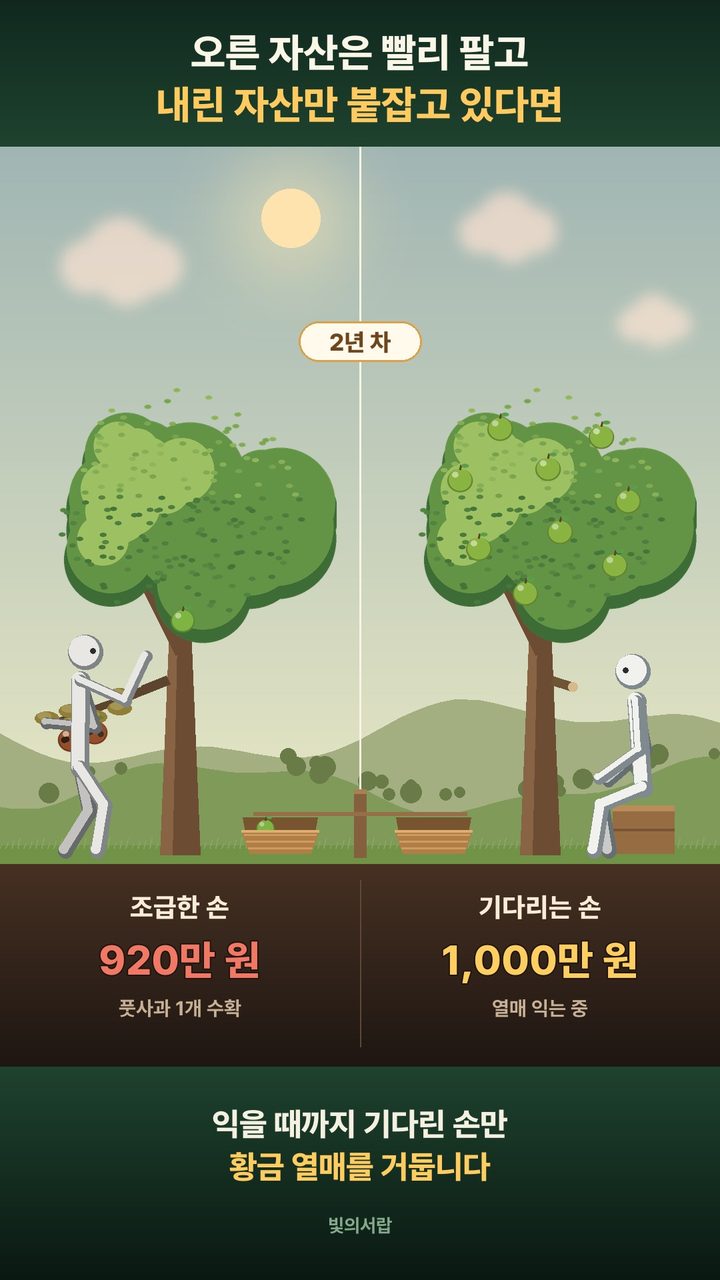 오른 자산은 빨리 팔고
내린 자산만 붙잡고 있다면
2년 차
조급한 손
920만 원
풋사과 1개 수확
기다리는 손
1,000만 원
열매 익는 중
익을 때까지 기다린 손만
황금 열매를 거둡니다
빛의서랍